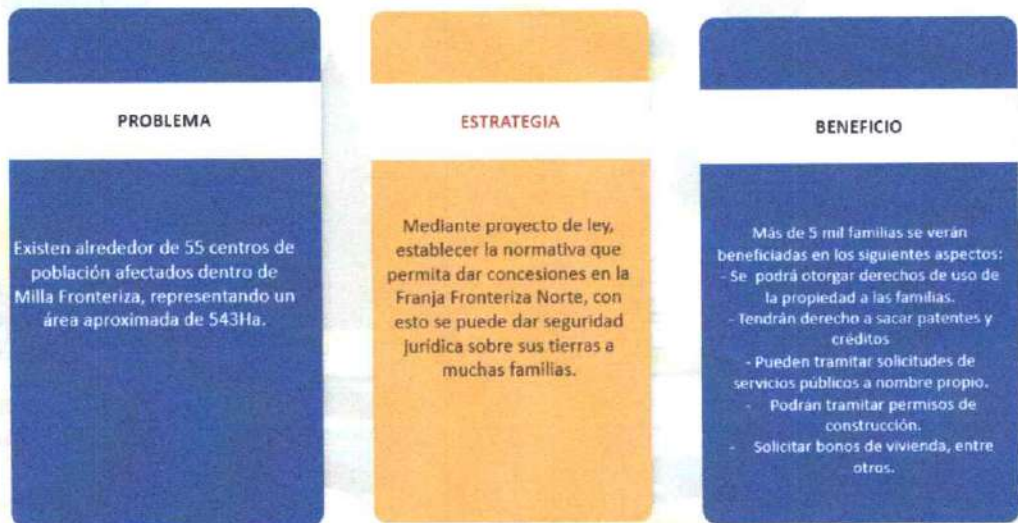 PROBLEMA
Existen alrededor de 55 centros de
población afectados dentro de
Milla Fronteriza, representando un
área aproximada de 543Ha.
ESTRATEGIA
Mediante proyecto de ley,
establecer la normativa que
permita dar concesiones en la
Franja Fronteriza Norte, con
esto se puede dar seguridad
jurídica sobre sus tierras a
muchas familias.
BENEFICIO
Más de 5 mil familias se verán
beneficiadas en los siguientes aspectos:
- Se podrá otorgar derechos de uso de
la propiedad a las familias.
- Tendrán derecho a sacar patentes y
créditos
- Pueden tramitar solicitudes de
servicios públicos a nombre propio.
- Podran tramitar permisos de
construcción.
- Solicitar bonos de vivienda, entre
otros.